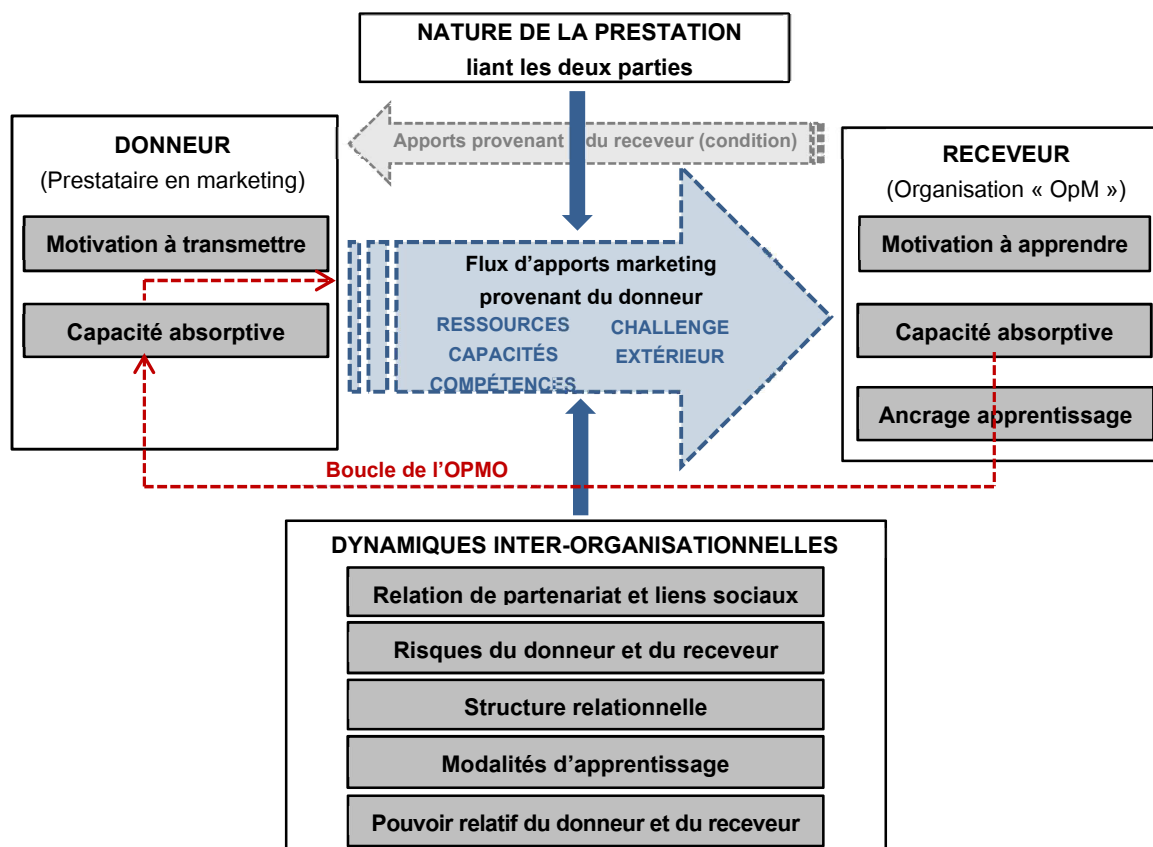 NATURE DE LA PRESTATION
liant les deux parties
Apports provenant du receveur (condition)
DONNEUR
(Prestataire en marketing)
Motivation à transmettre
Capacité absorptive
Flux d’apports marketing
provenant du donneur
RESSOURCES
CAPACITÉS
COMPÉTENCES
CHALLENGE
EXTÉRIEUR
RECEVEUR
(Organisation « OpM »)
Motivation à apprendre
Capacité absorptive
Ancrage apprentissage
Boucle de l’OPMO
DYNAMIQUES INTER-ORGANISATIONNELLES
Relation de partenariat et liens sociaux
Risques du donneur et du receveur
Structure relationnelle
Modalités d’apprentissage
Pouvoir relatif du donneur et du receveur